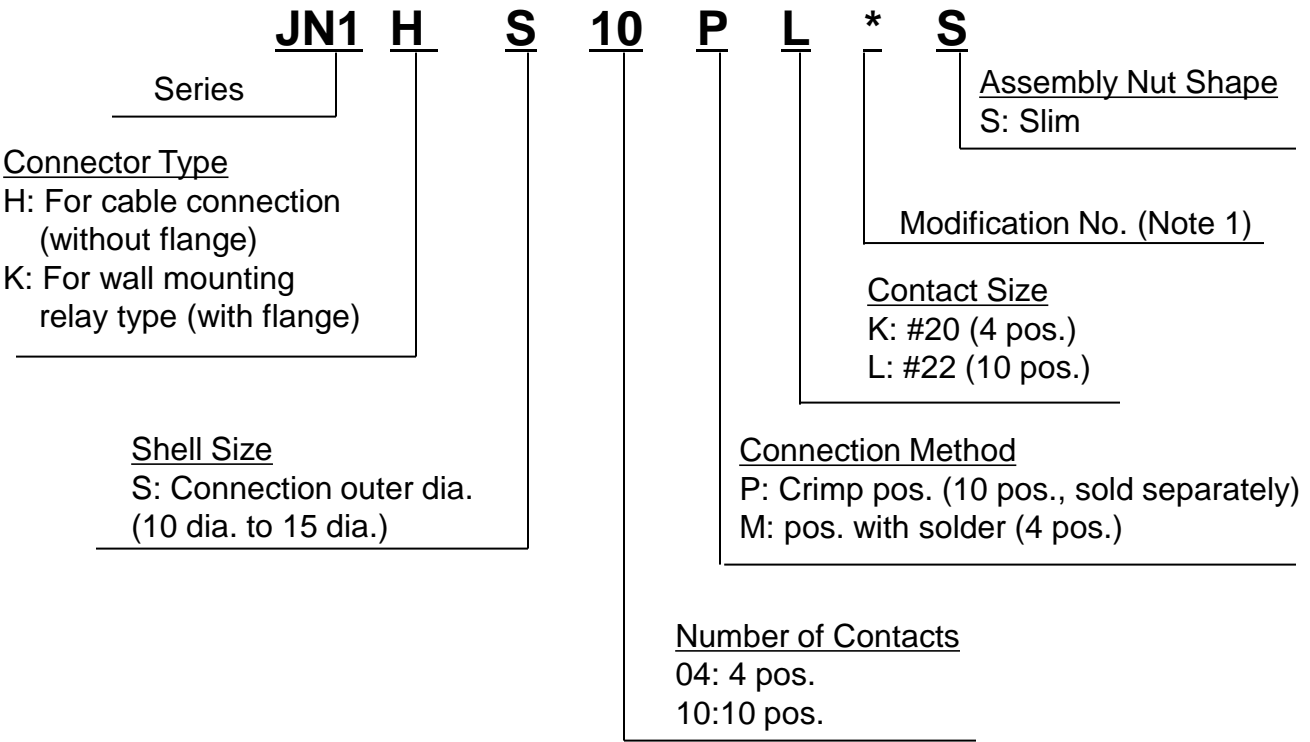 JN1 H S 10 P L * S
Series
Assembly Nut Shape
S: Slim
Connector Type
H: For cable connection
(without flange)
K: For wall mounting
relay type (with flange)
Modification No. (Note 1)
Contact Size
K: #20 (4 pos.)
L: #22 (10 pos.)
Shell Size
S: Connection outer dia.
(10 dia. to 15 dia.)
Connection Method
P: Crimp pos. (10 pos., sold separately)
M: pos. with solder (4 pos.)
Number of Contacts
04: 4 pos.
10:10 pos.